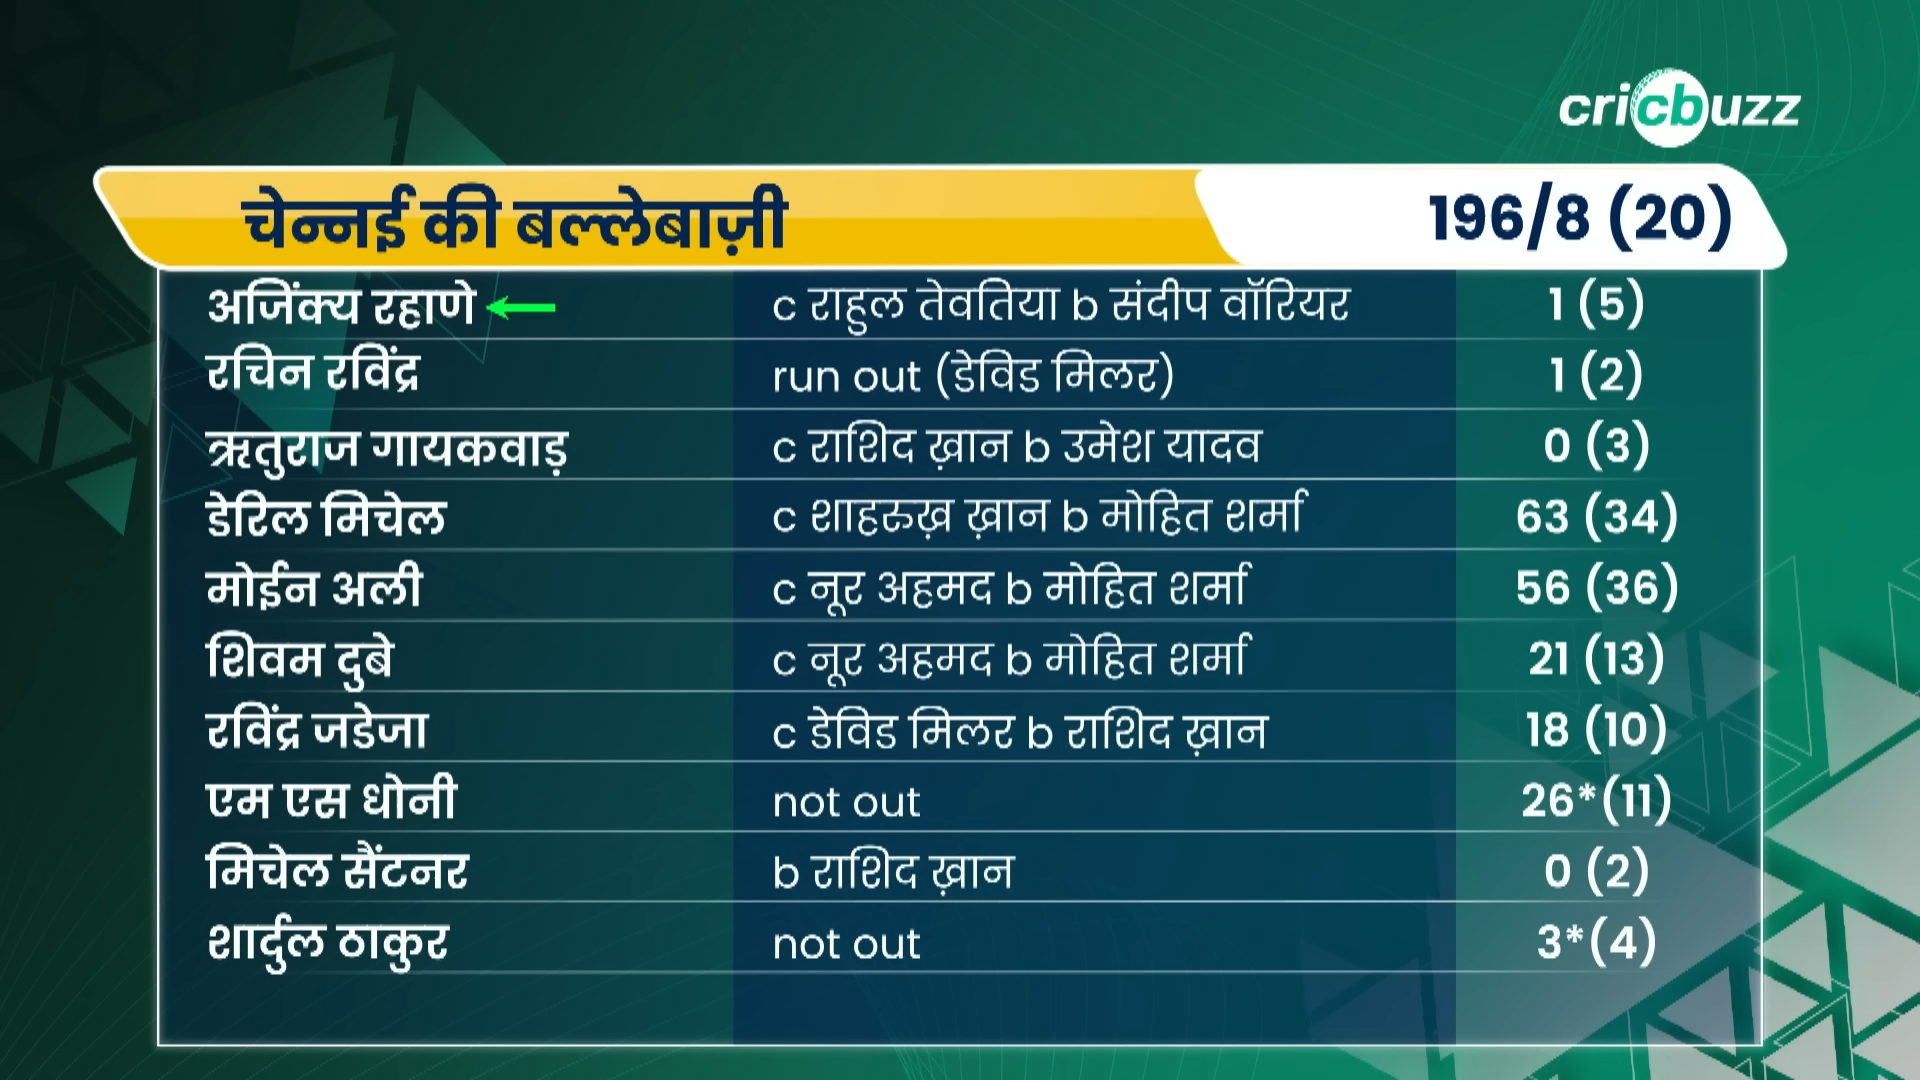 cricbuzz
चेन्नई की बल्लेबाज़ी 196/8 (20)
अजिंक्य रहाणे c राहुल तेवतिया b संदीप वॉरियर 1 (5)
रचिन रविंद्र run out (डेविड मिलर) 1 (2)
ऋतुराज गायकवाड़ c राशिद ख़ान b उमेश यादव 0 (3)
डेरिल मिचेल c शाहरुख़ ख़ान b मोहित शर्मा 63 (34)
मोईन अली c नूर अहमद b मोहित शर्मा 56 (36)
शिवम दुबे c नूर अहमद b मोहित शर्मा 21 (13)
रविंद्र जडेजा c डेविड मिलर b राशिद ख़ान 18 (10)
एम एस धोनी not out 26*(11)
मिचेल सैंटनर b राशिद ख़ान 0 (2)
शार्दुल ठाकुर not out 3*(4)